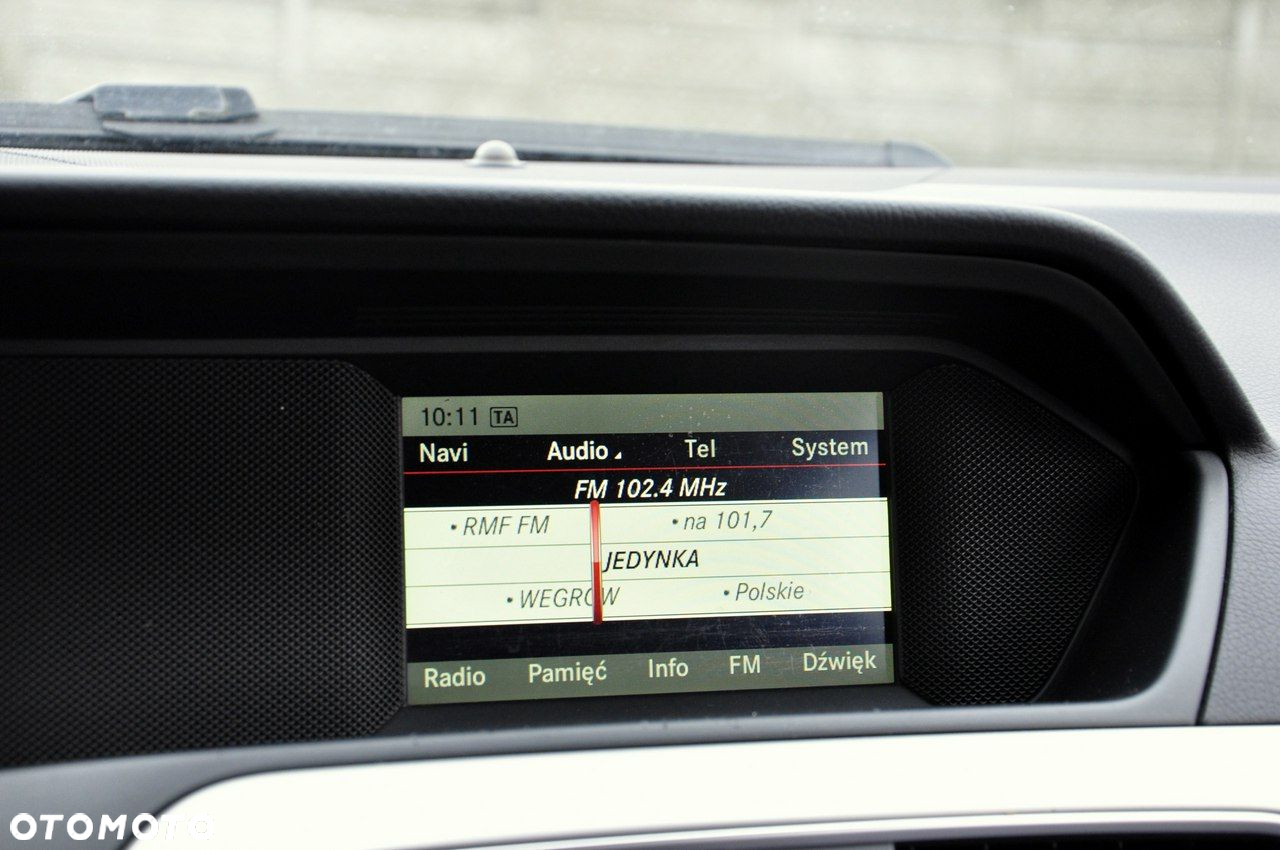 10:11 TA
Navi Audio Tel System
FM 102.4 MHz
• RMF FM • na 101,7
JEDYNKA
• WEGROW • Polskie
Radio Pamięć Info FM Dźwięk
OTOMOTO